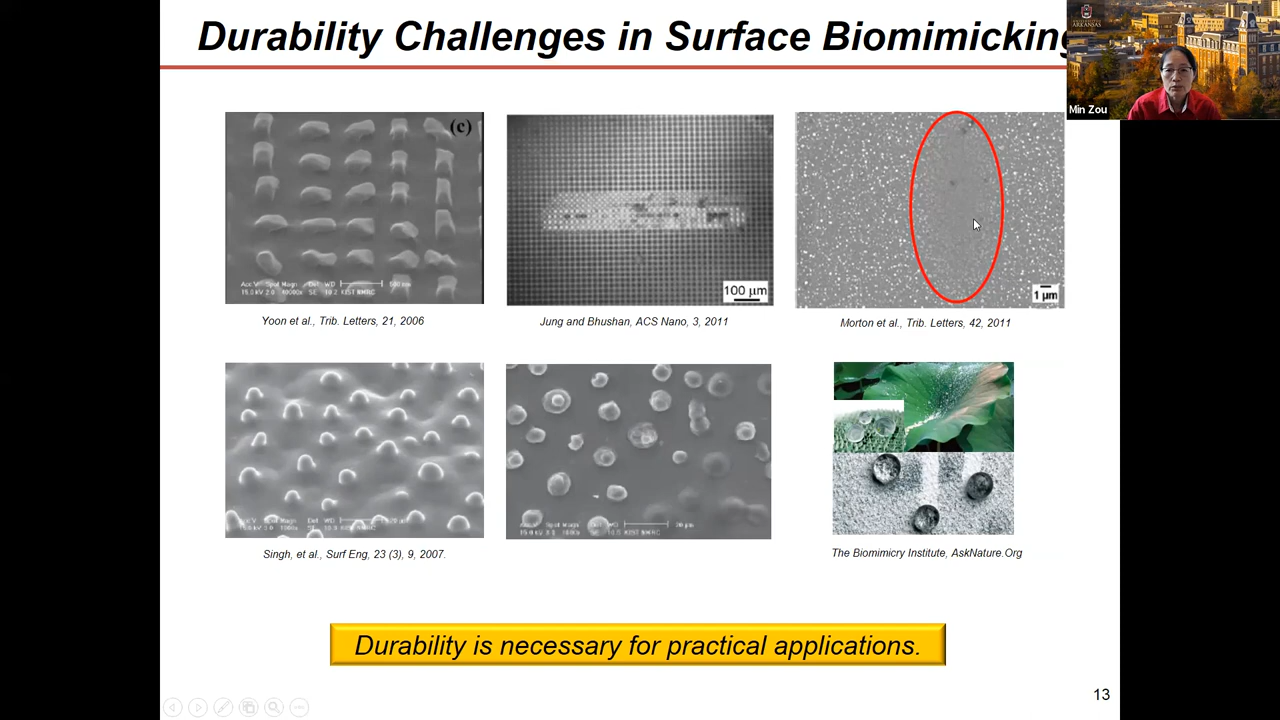 Durability Challenges in Surface Biomimicking
ARKANSAS
Min Zou
(c)
100 μm
1 μm
Yoon et al., Trib. Letters, 21, 2006
Jung and Bhushan, ACS Nano, 3, 2011
Morton et al., Trib. Letters, 42, 2011
Singh, et al., Surf Eng, 23 (3), 9, 2007.
The Biomimicry Institute, AskNature.Org
Durability is necessary for practical applications.
13